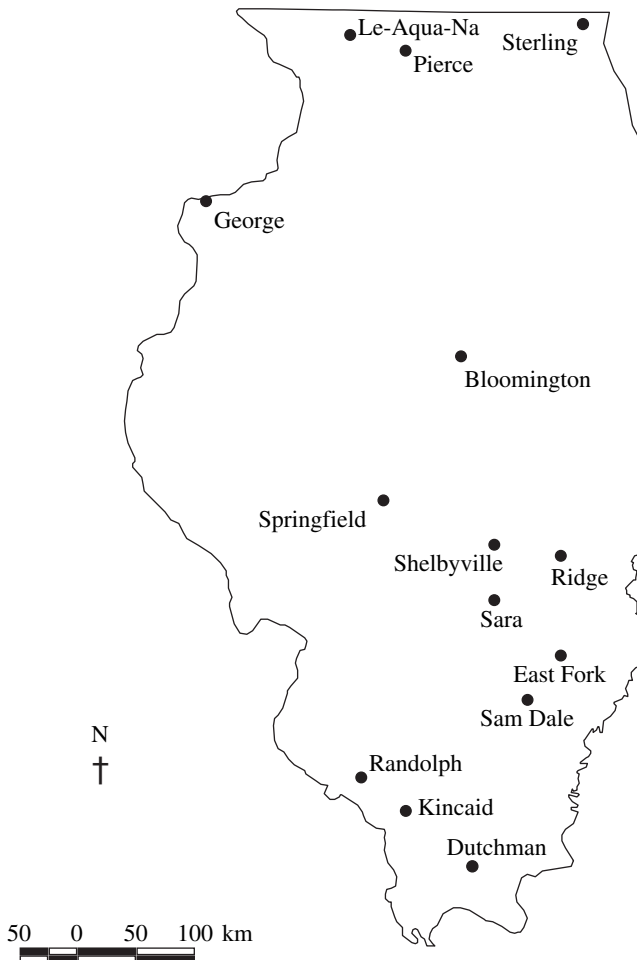 Le-Aqua-Na
Sterling
Pierce
George
Bloomington
Springfield
Shelbyville
Ridge
Sara
East Fork
Sam Dale
N
Randolph
Kincaid
Dutchman
50 0 50 100 km